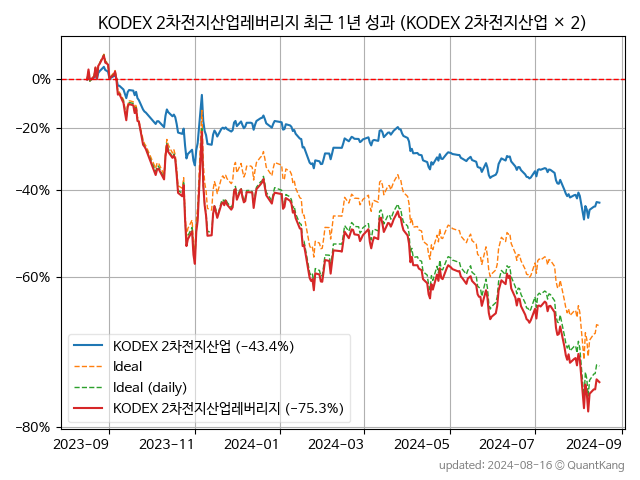 KODEX 2차전지산업레버리지 최근 1년 성과 (KODEX 2차전지산업 × 2)
0%
−20%
−40%
−60%
−80%
KODEX 2차전지산업 (−43.4%)
Ideal
Ideal (daily)
KODEX 2차전지산업레버리지 (−75.3%)
2023-09 2023-11 2024-01 2024-03 2024-05 2024-07 2024-09
updated: 2024-08-16 © QuantKang